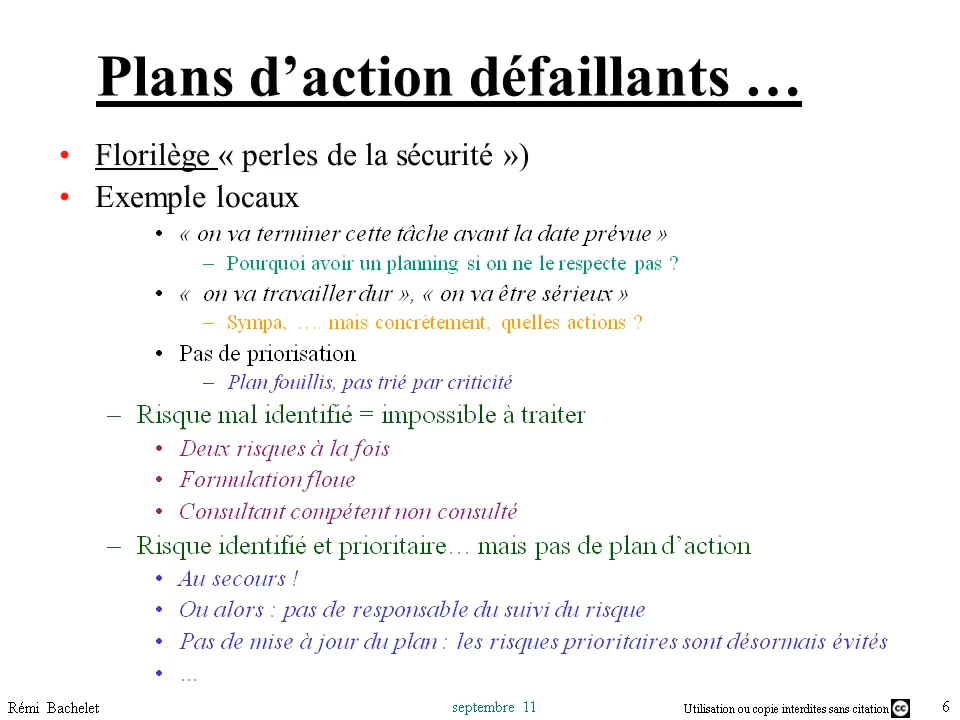 Plans d’action défaillants …
• Florilège « perles de la sécurité »)
• Exemple locaux
• « on va terminer cette tâche avant la date prévue »
– Pourquoi avoir un planning si on ne le respecte pas ?
• « on va travailler dur », « on va être sérieux »
– Sympa, …. mais concrètement, quelles actions ?
• Pas de priorisation
– Plan fouillis, pas trié par criticité
– Risque mal identifié = impossible à traiter
• Deux risques à la fois
• Formulation floue
• Consultant compétent non consulté
– Risque identifié et prioritaire… mais pas de plan d’action
• Au secours !
• Ou alors : pas de responsable du suivi du risque
• Pas de mise à jour du plan : les risques prioritaires sont désormais évités
• …
Rémi Bachelet septembre 11 Utilisation ou copie interdites sans citation cc 6